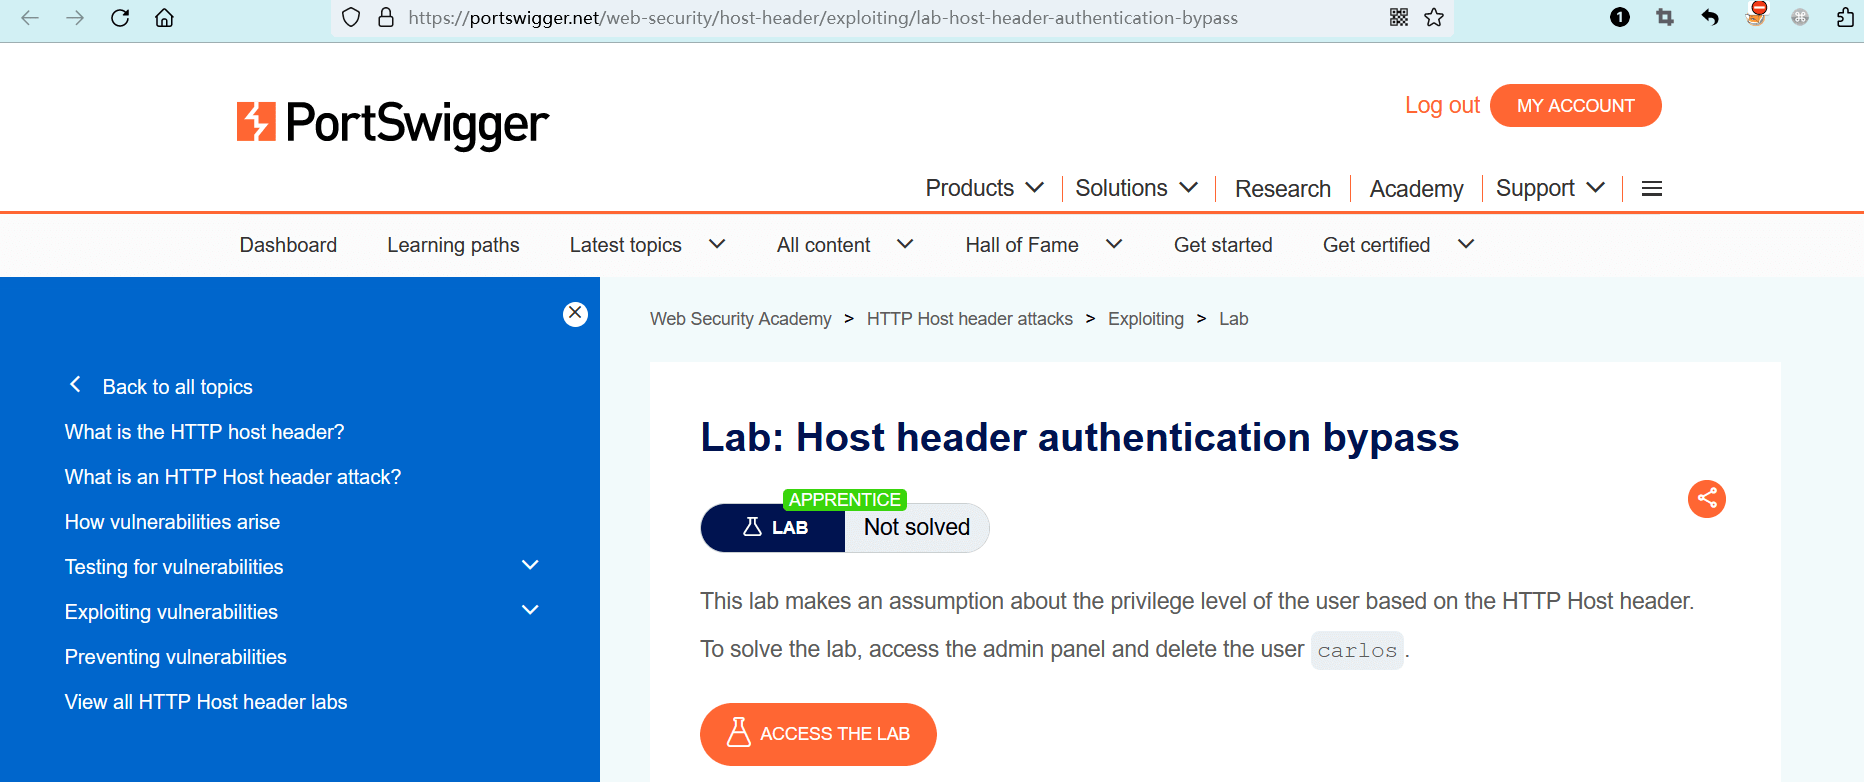 https://portswigger.net/web-security/host-header/exploiting/lab-host-header-authentication-bypass
1
PortSwigger
Log out
MY ACCOUNT
Products
Solutions
Research
Academy
Support
Dashboard
Learning paths
Latest topics
All content
Hall of Fame
Get started
Get certified
Back to all topics
What is the HTTP host header?
What is an HTTP Host header attack?
How vulnerabilities arise
Testing for vulnerabilities
Exploiting vulnerabilities
Preventing vulnerabilities
View all HTTP Host header labs
Web Security Academy > HTTP Host header attacks > Exploiting > Lab
Lab: Host header authentication bypass
APPRENTICE
LAB
Not solved
This lab makes an assumption about the privilege level of the user based on the HTTP Host header.
To solve the lab, access the admin panel and delete the user carlos.
ACCESS THE LAB